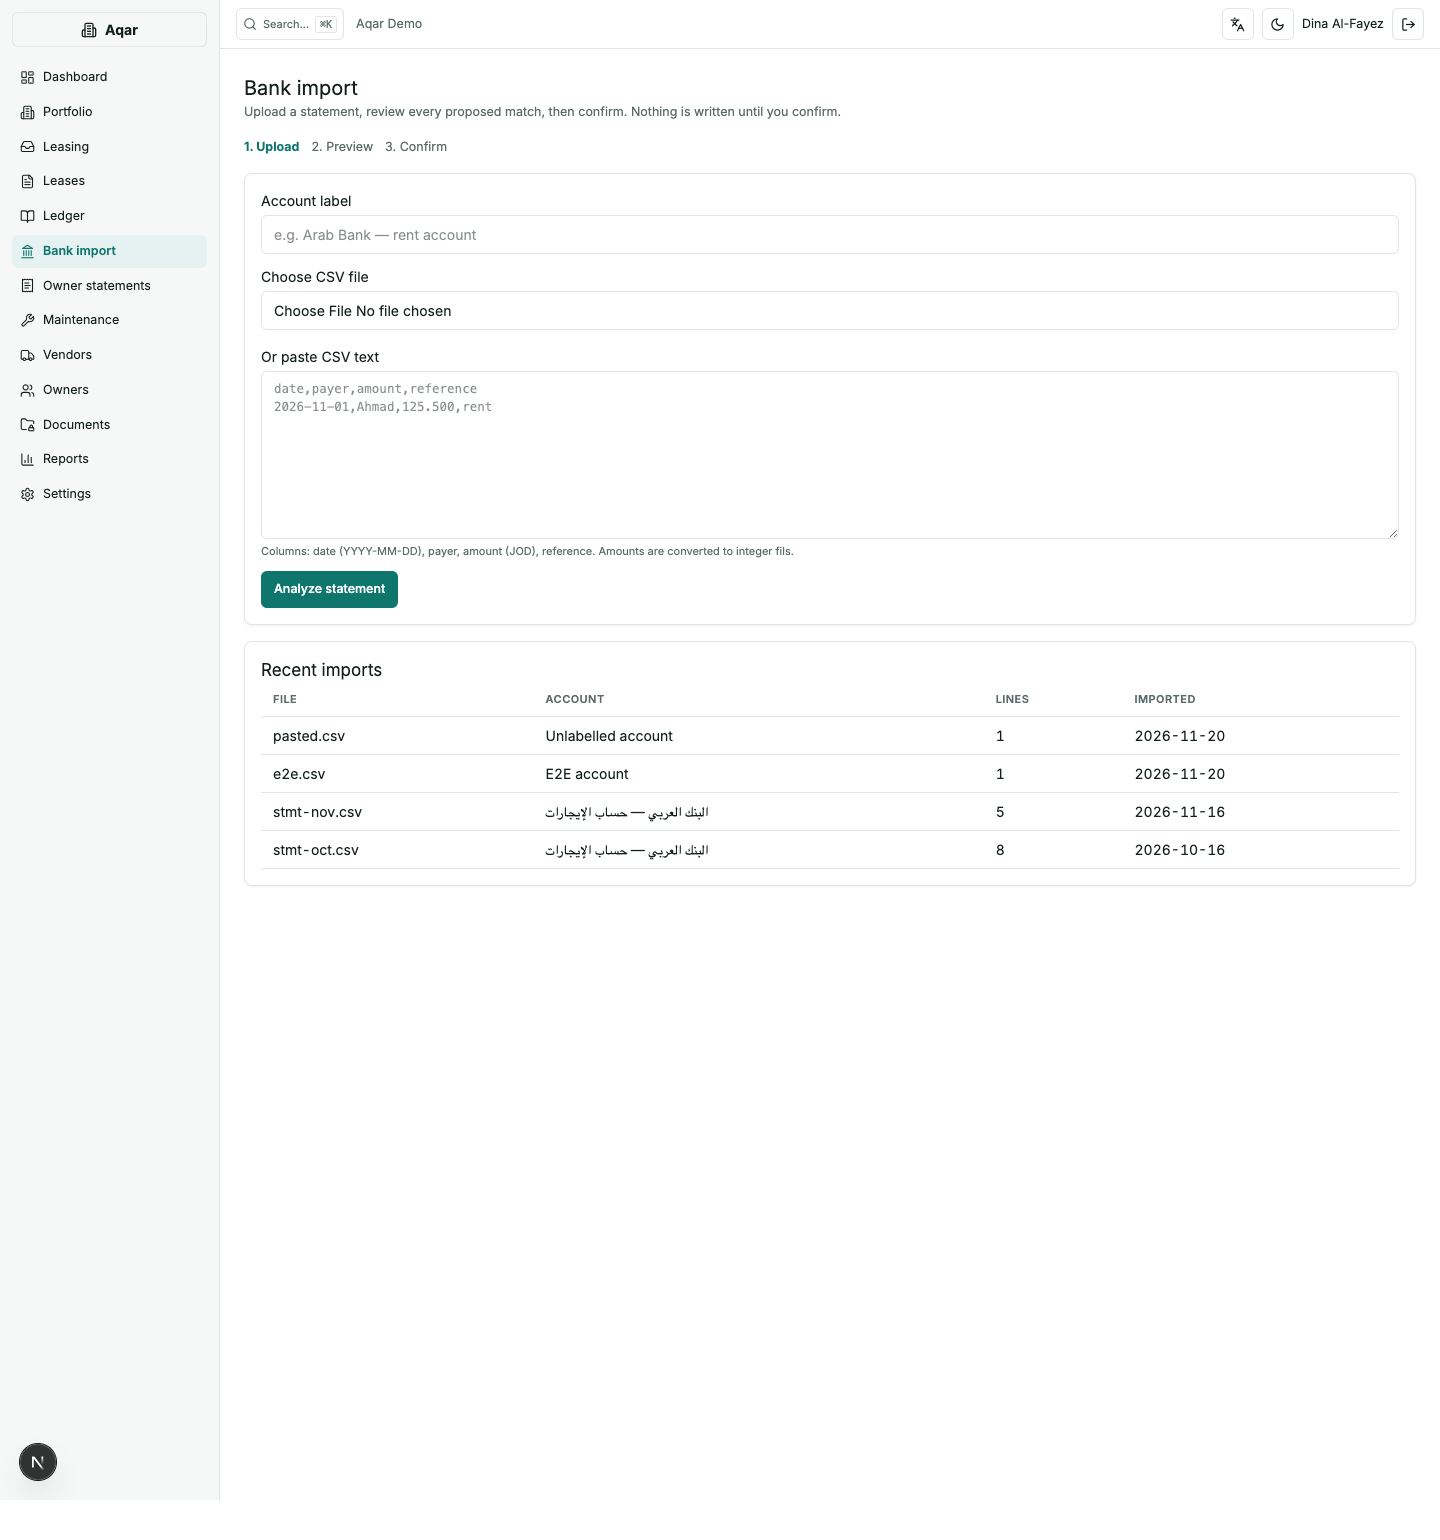 Aqar
Dashboard
Portfolio
Leasing
Leases
Ledger
Bank import
Owner statements
Maintenance
Vendors
Owners
Documents
Reports
Settings
Search... ⌘K
Aqar Demo
Dina Al-Fayez
Bank import
Upload a statement, review every proposed match, then confirm. Nothing is written until you confirm.
1. Upload 2. Preview 3. Confirm
Account label
e.g. Arab Bank — rent account
Choose CSV file
Choose File No file chosen
Or paste CSV text
date,payer,amount,reference
2026-11-01,Ahmad,125.500,rent
Columns: date (YYYY-MM-DD), payer, amount (JOD), reference. Amounts are converted to integer fils.
Analyze statement
Recent imports
FILE ACCOUNT LINES IMPORTED
pasted.csv Unlabelled account 1 2026-11-20
e2e.csv E2E account 1 2026-11-20
stmt-nov.csv البنك العربي — حساب الإيجارات 5 2026-11-16
stmt-oct.csv البنك العربي — حساب الإيجارات 8 2026-10-16
N